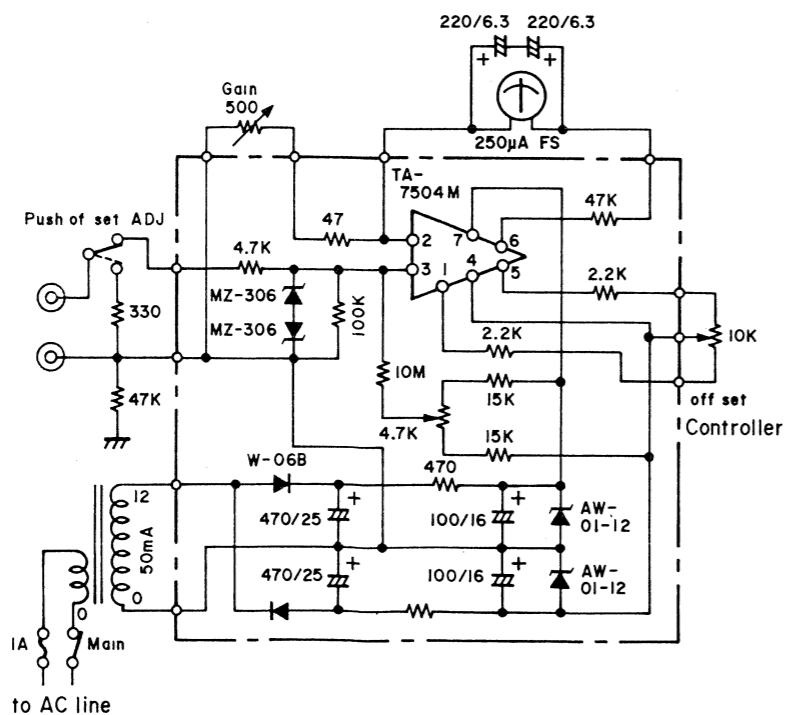 220/6.3 220/6.3
+ +
250µA FS
Gain
500
TA-
7504M
Push of set ADJ
47
2
7
6
47K
4.7K
3
1
4
5
2.2K
MZ-306
MZ-306
100K
330
2.2K
10K
10M
47K
15K
4.7K
15K
off set
Controller
W-06B
470
12
+
+
470/25
100/16
AW-
01-12
50mA
+
+
470/25
100/16
AW-
01-12
0
0
1A
Main
to AC line